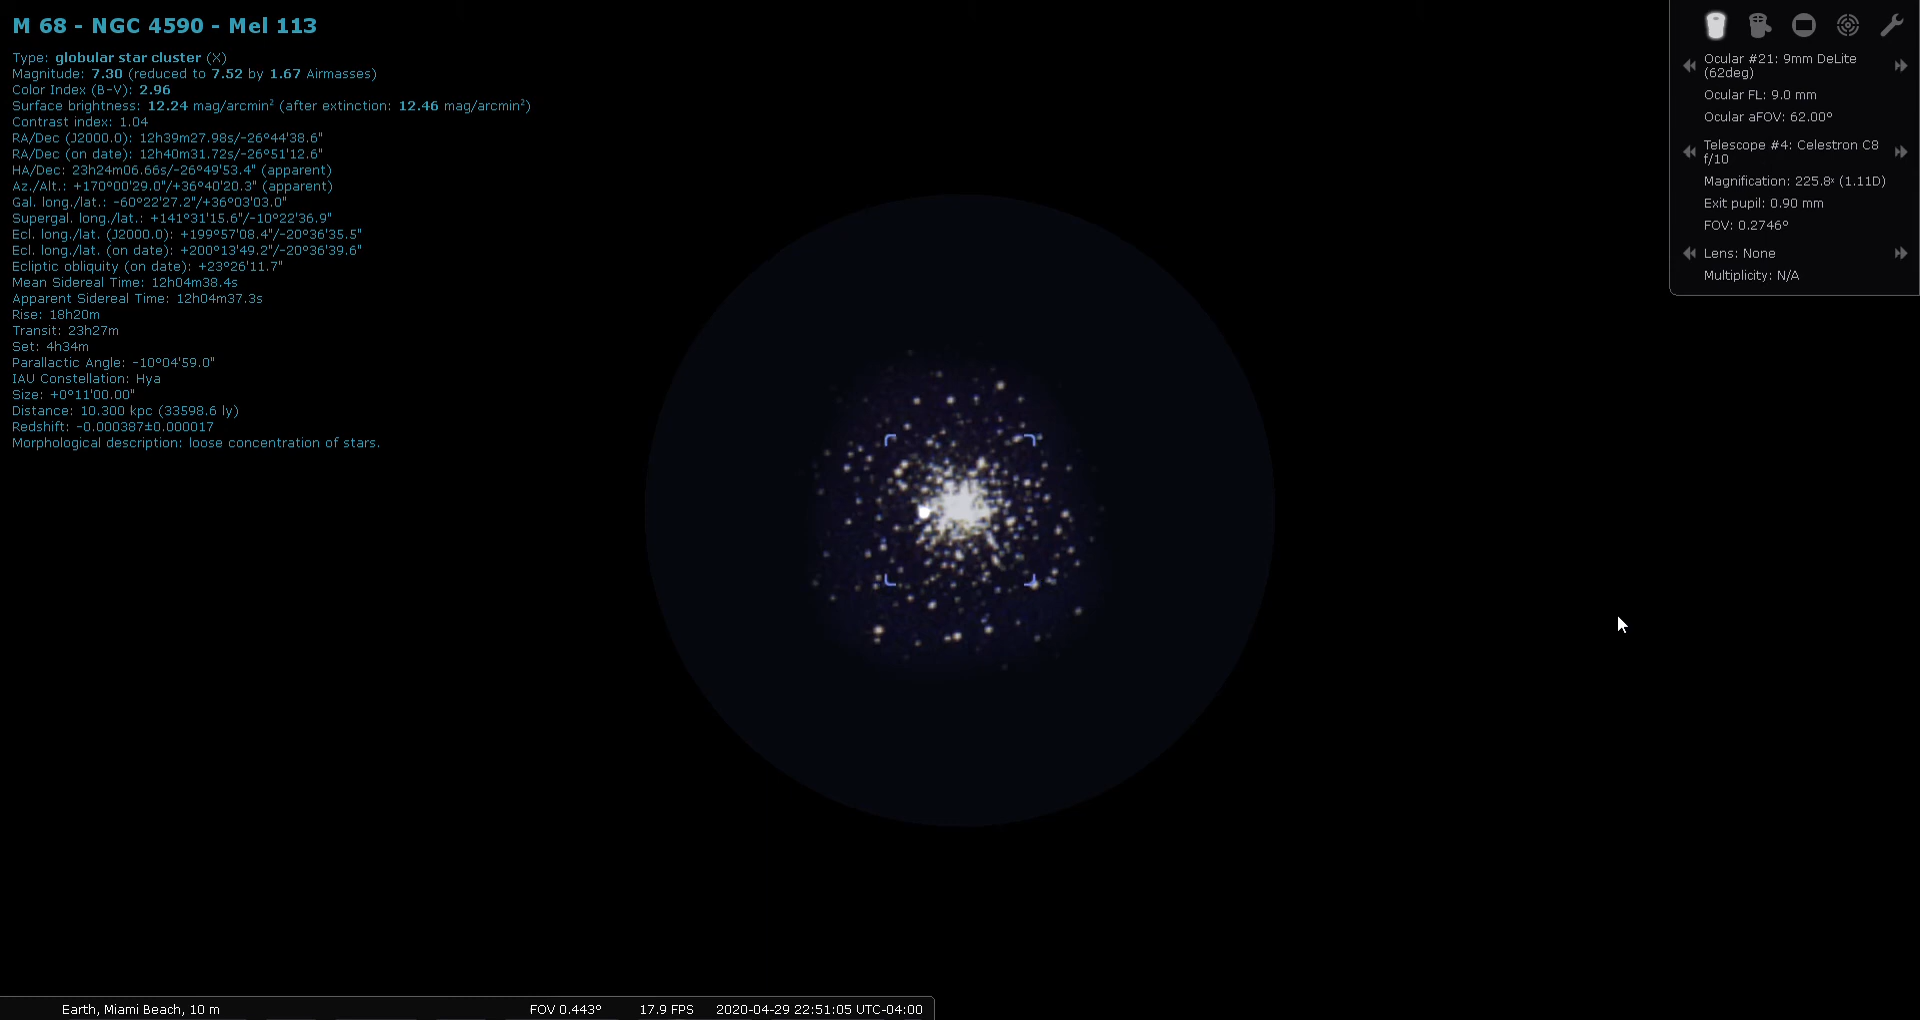 M 68 - NGC 4590 - Mel 113
Type: globular star cluster (X)
Magnitude: 7.30 (reduced to 7.52 by 1.67 Airmasses)
Color Index (B-V): 2.96
Surface brightness: 12.24 mag/arcmin² (after extinction: 12.46 mag/arcmin²)
Contrast index: 1.04
RA/Dec (J2000.0): 12h39m27.98s/-26°44'38.6"
RA/Dec (on date): 12h40m31.72s/-26°51'12.6"
HA/Dec: 23h24m06.66s/-26°49'53.4" (apparent)
Az./Alt.: +170°00'29.0"/+36°40'20.3" (apparent)
Gal. long./lat.: -60°22'27.2"/+36°03'03.0"
Supergal. long./lat.: +141°31'15.6"/-10°22'36.9"
Ecl. long./lat. (J2000.0): +199°57'08.4"/-20°36'35.5"
Ecl. long./lat. (on date): +200°13'49.2"/-20°36'39.6"
Ecliptic obliquity (on date): +23°26'11.7"
Mean Sidereal Time: 12h04m38.4s
Apparent Sidereal Time: 12h04m37.3s
Rise: 18h20m
Transit: 23h27m
Set: 4h34m
Parallactic Angle: -10°04'59.0"
IAU Constellation: Hya
Size: +0°11'00.00"
Distance: 10.300 kpc (33598.6 ly)
Redshift: -0.000387±0.000017
Morphological description: loose concentration of stars.
Ocular #21: 9mm DeLite
(62deg)
Ocular FL: 9.0 mm
Ocular aFOV: 62.00°
Telescope #4: Celestron C8
f/10
Magnification: 225.8ˣ (1.11D)
Exit pupil: 0.90 mm
FOV: 0.2746°
Lens: None
Multiplicity: N/A
Earth, Miami Beach, 10 m FOV 0.443° 17.9 FPS 2020-04-29 22:51:05 UTC-04:00